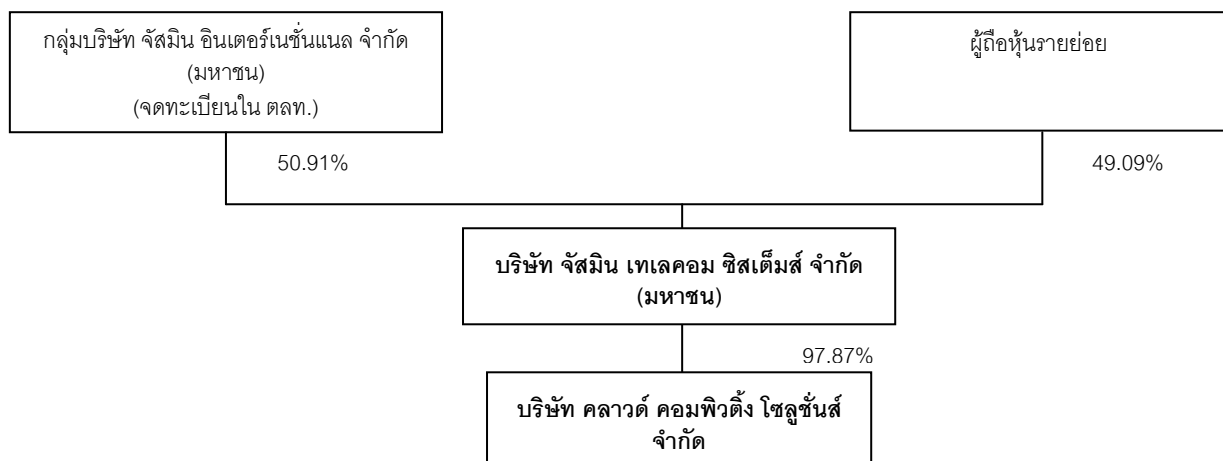 กลุ่มบริษัท จัสมิน อินเตอร์เนชั่นแนล จำกัด
(มหาชน)
(จดทะเบียนใน ตลท.)
ผู้ถือหุ้นรายย่อย
50.91%
49.09%
บริษัท จัสมิน เทเลคอม ซิสเต็มส์ จำกัด
(มหาชน)
97.87%
บริษัท คลาวด์ คอมพิวติ้ง โซลูชั่นส์
จำกัด